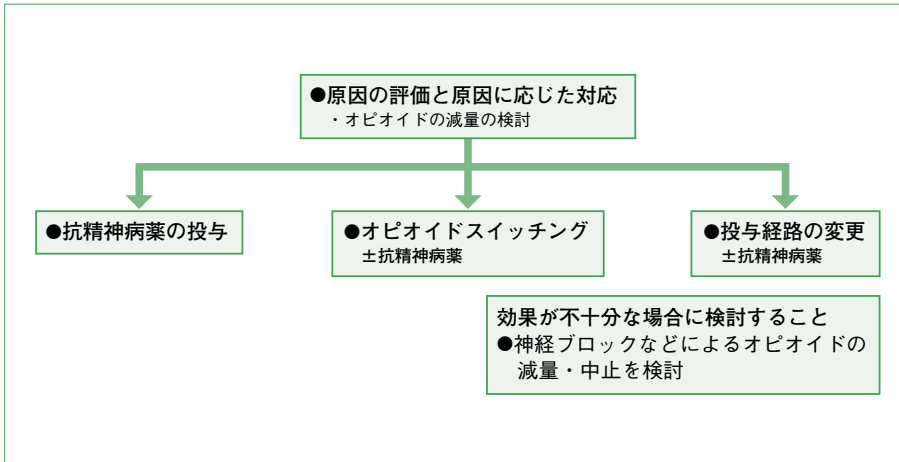 ●原因の評価と原因に応じた対応
・オピオイドの減量の検討
●抗精神病薬の投与
●オピオイドスイッチング
±抗精神病薬
●投与経路の変更
±抗精神病薬
効果が不十分な場合に検討すること
●神経ブロックなどによるオピオイドの
減量・中止を検討